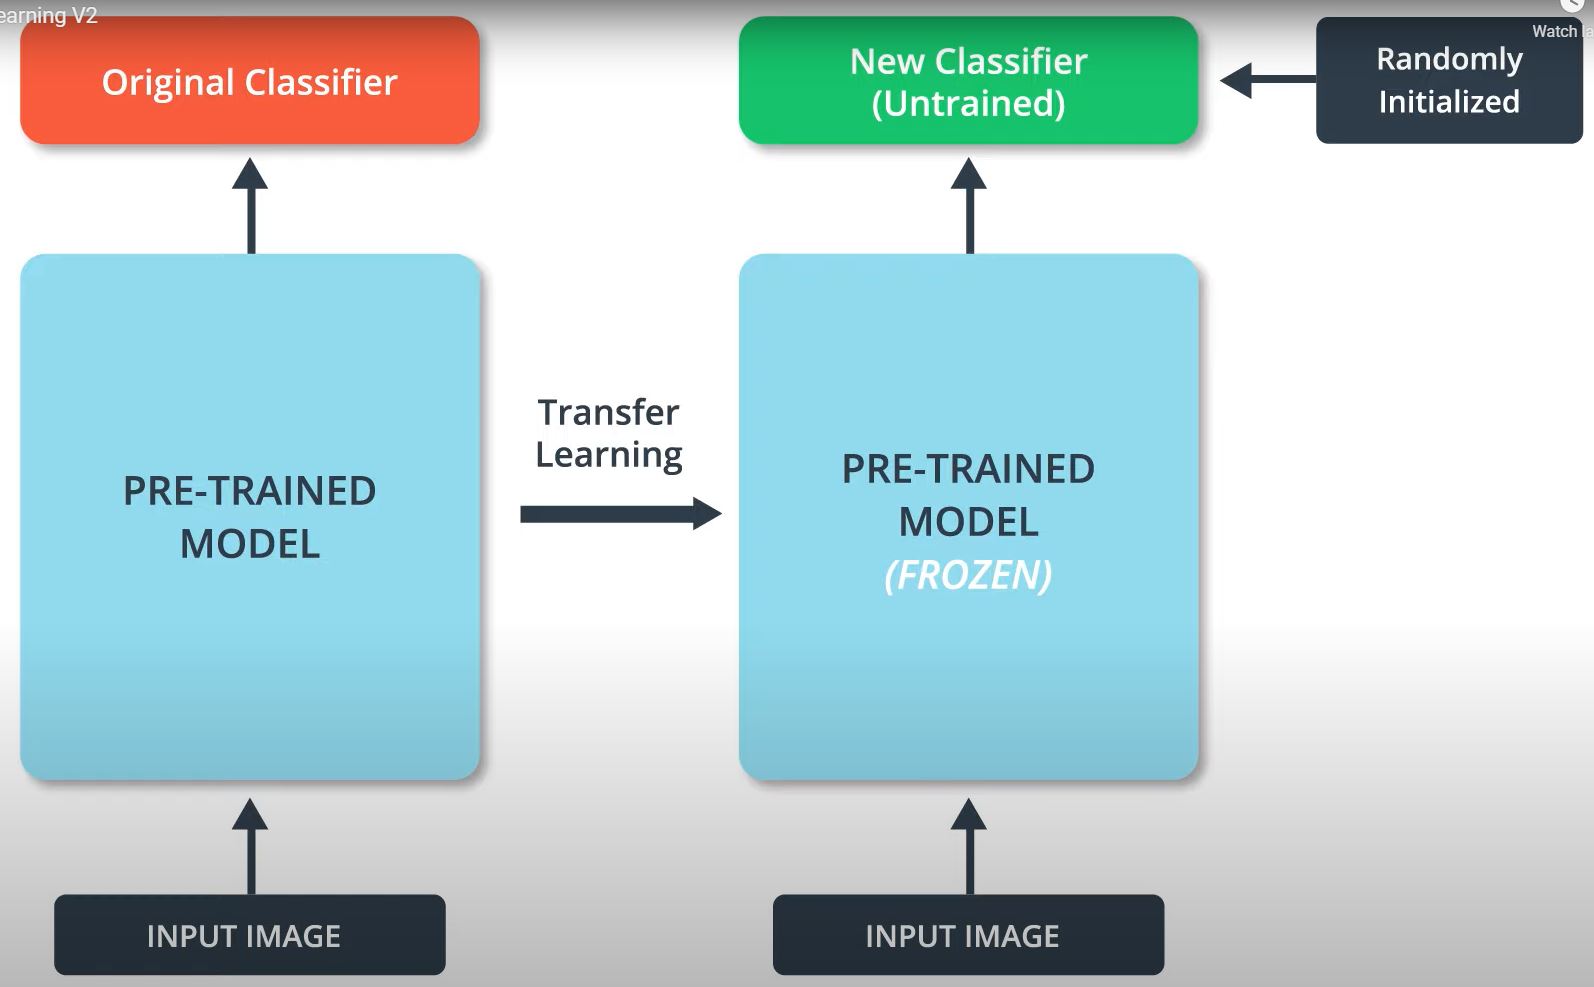 earning V2
Original Classifier
New Classifier
(Untrained)
Randomly
Initialized
Watch la
Transfer
Learning
PRE-TRAINED
MODEL
PRE-TRAINED
MODEL
(FROZEN)
INPUT IMAGE
INPUT IMAGE